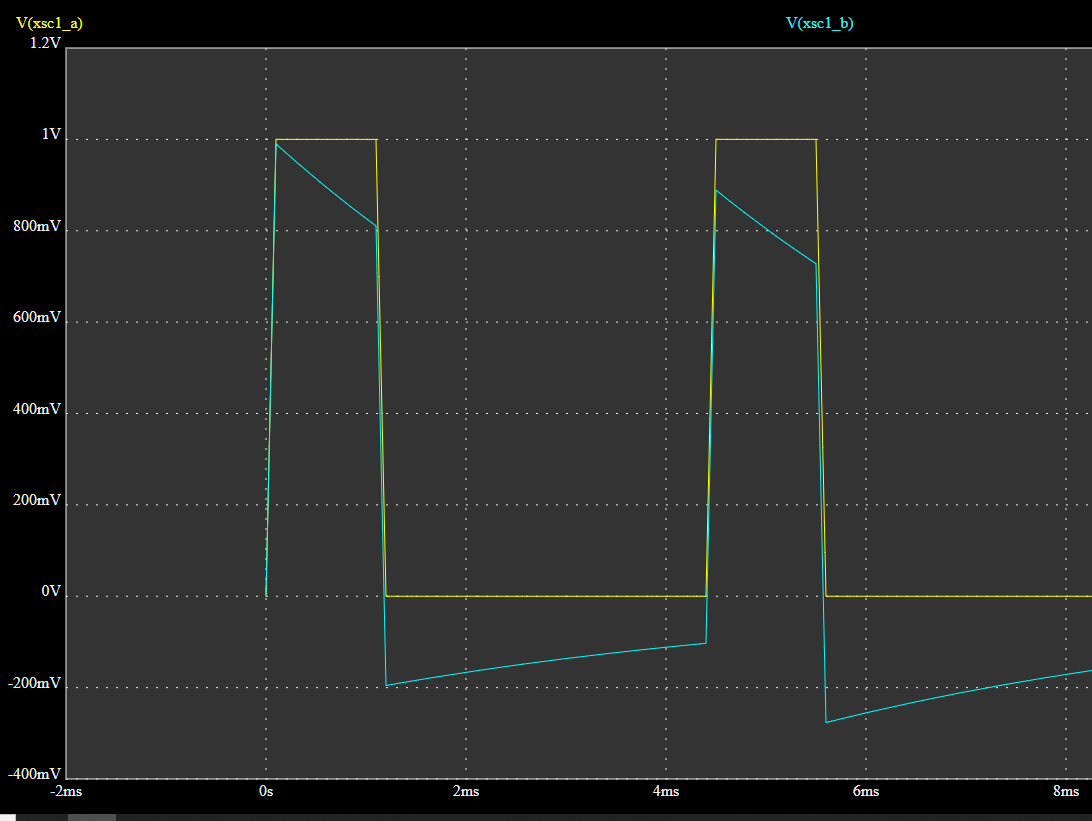 V(xsc1_a) V(xsc1_b)
1.2V
1V
800mV
600mV
400mV
200mV
0V
-200mV
-400mV
-2ms 0s 2ms 4ms 6ms 8ms